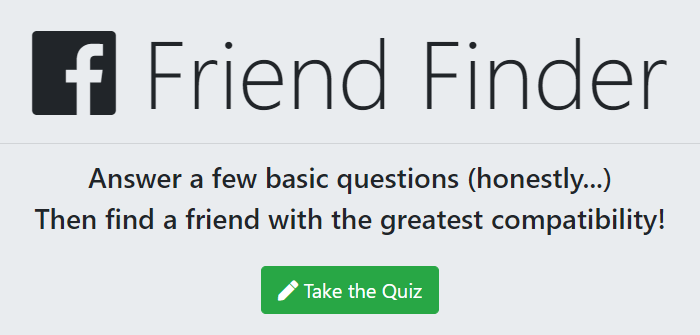 Friend Finder
Answer a few basic questions (honestly...)
Then find a friend with the greatest compatibility!
Take the Quiz